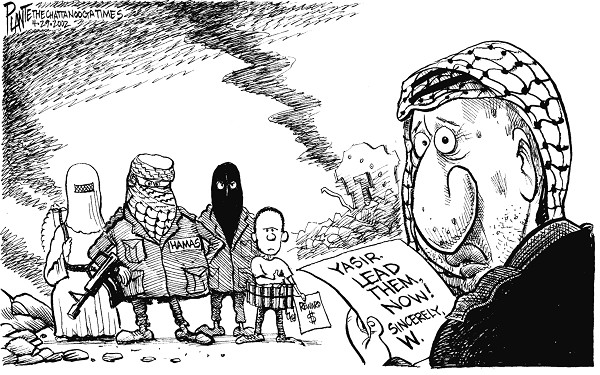 PLANTE THE CHATTANOOGA TIMES
4.29.2002
HAMAS
REWARD
$
YASIR.
LEAD
THEM,
NOW!
SINCERELY,
W.